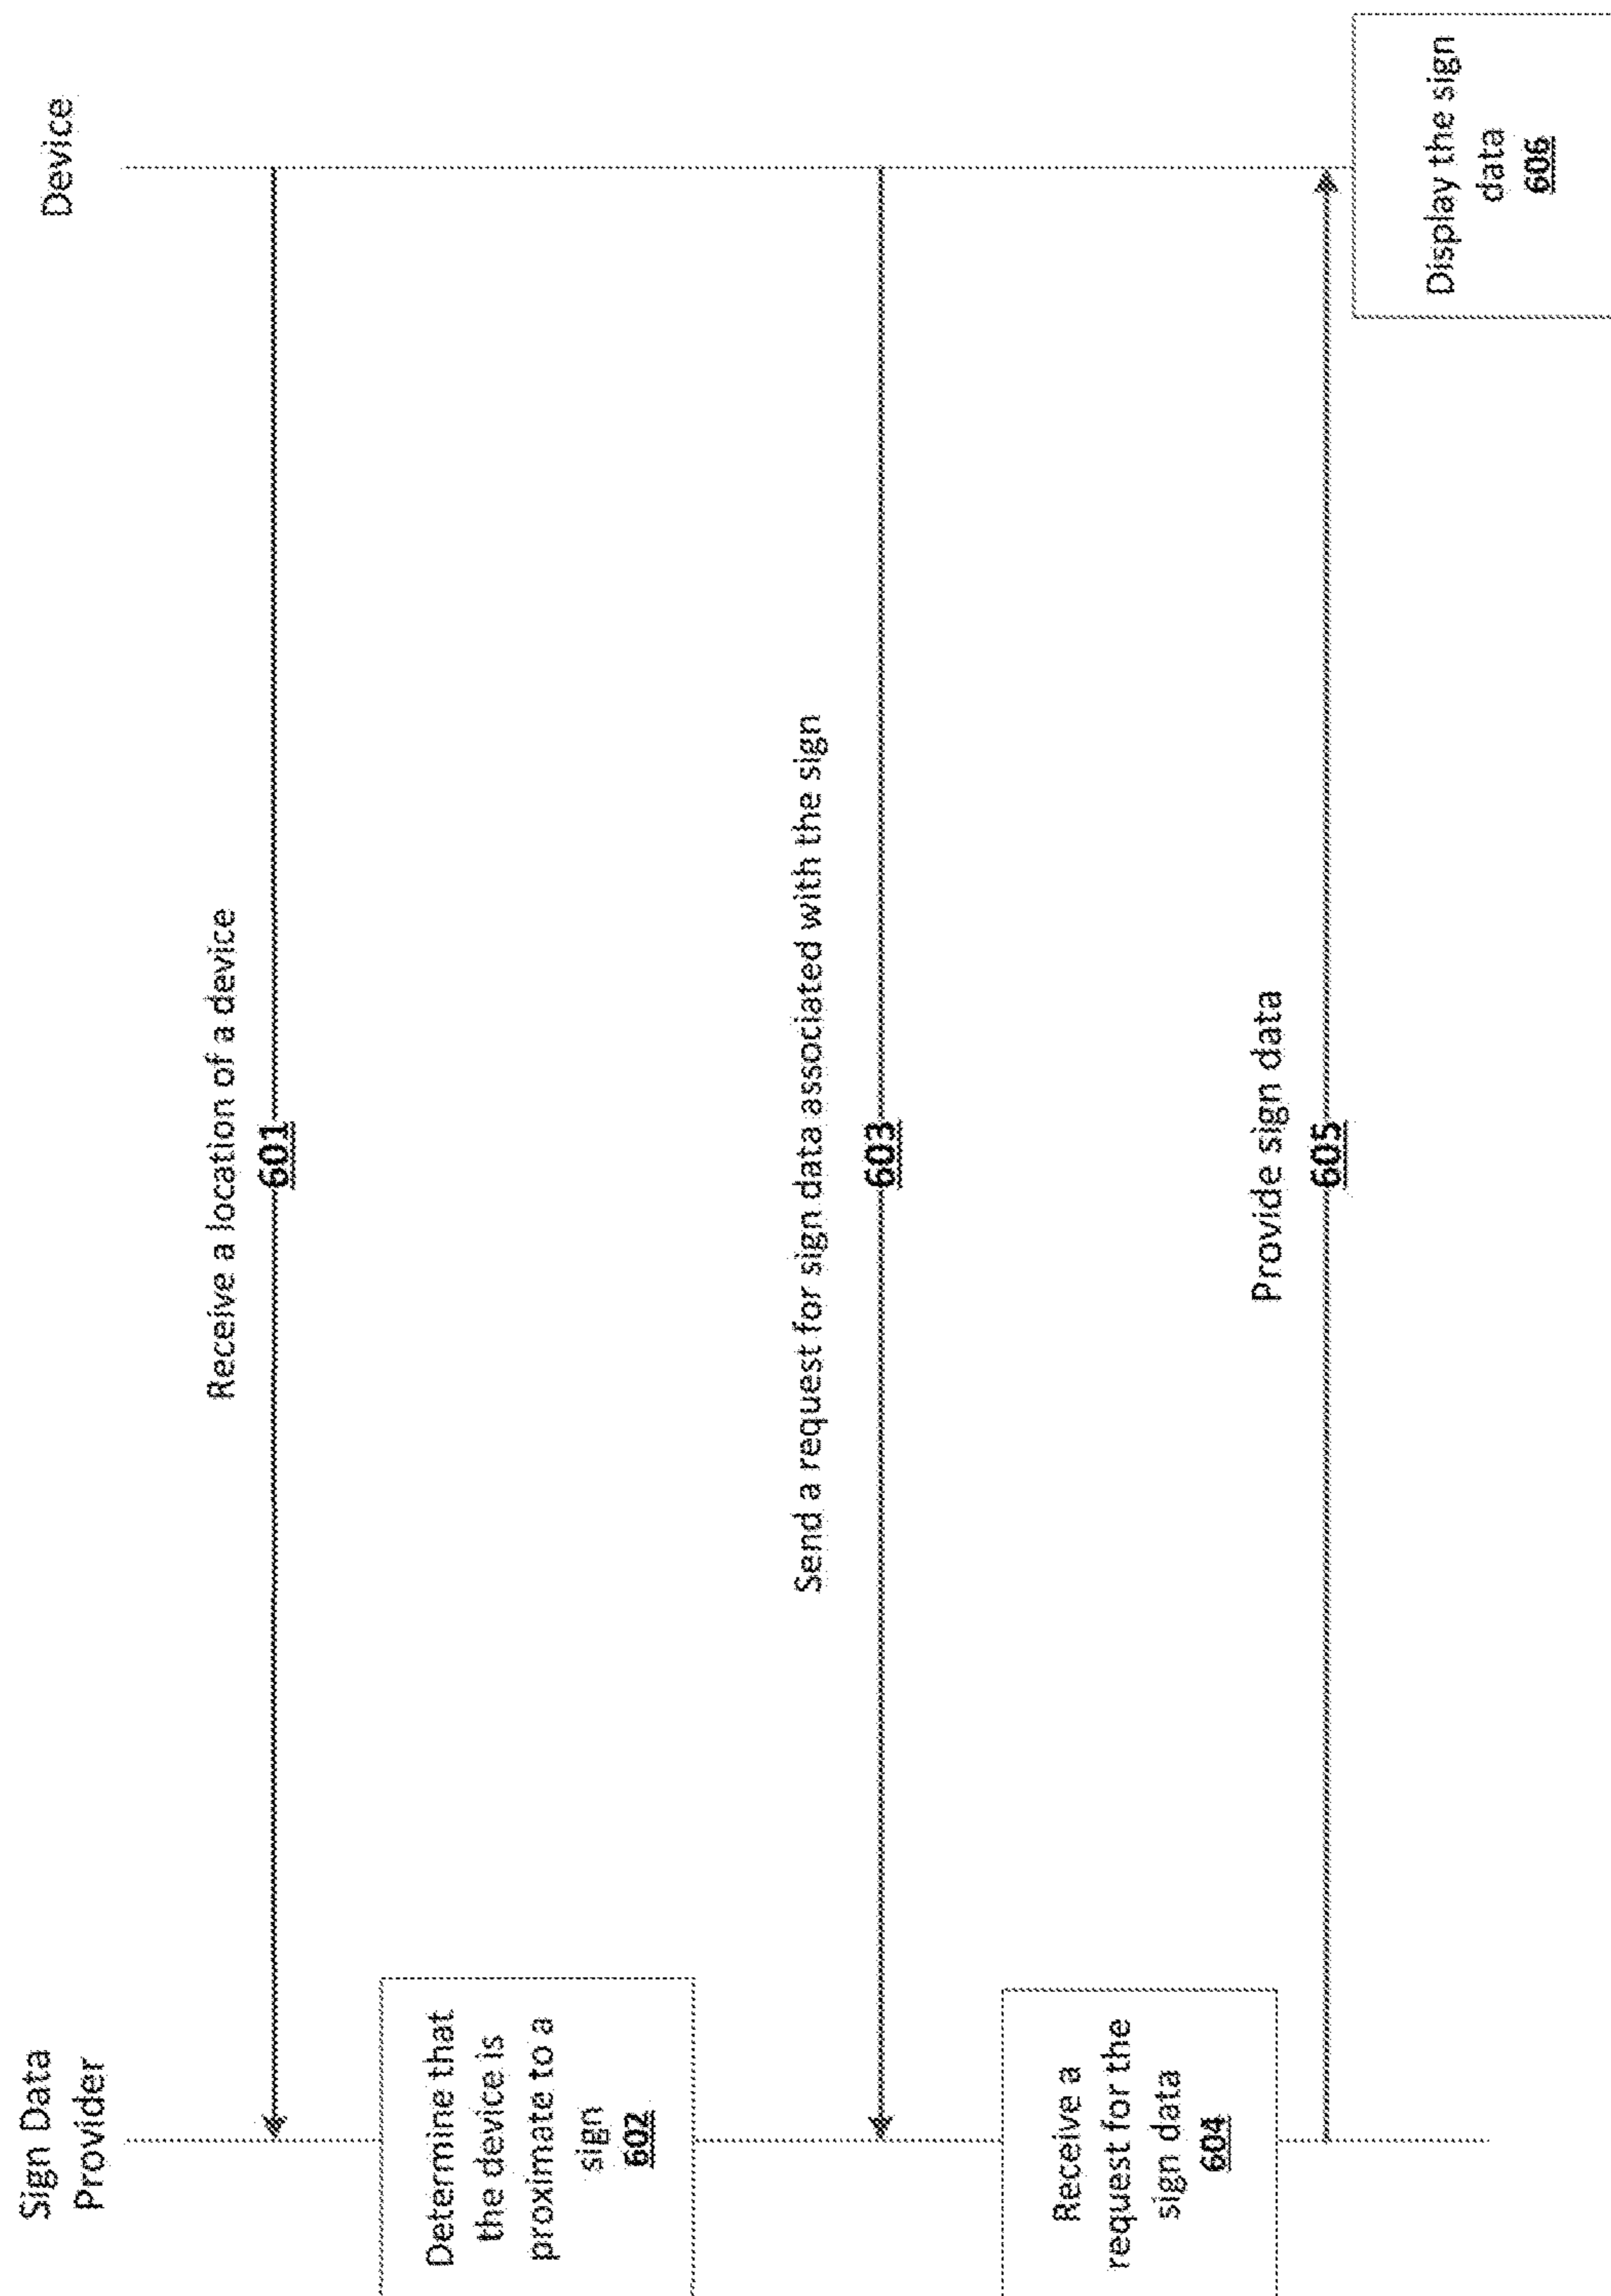 Sign Data
Provider
Device
Receive a location of a device
601
Determine that
the device is
proximate to a
sign
602
Send a request for sign data associated with the sign
603
Receive a
request for the
sign data
604
Provide sign data
605
Display the sign
data
606